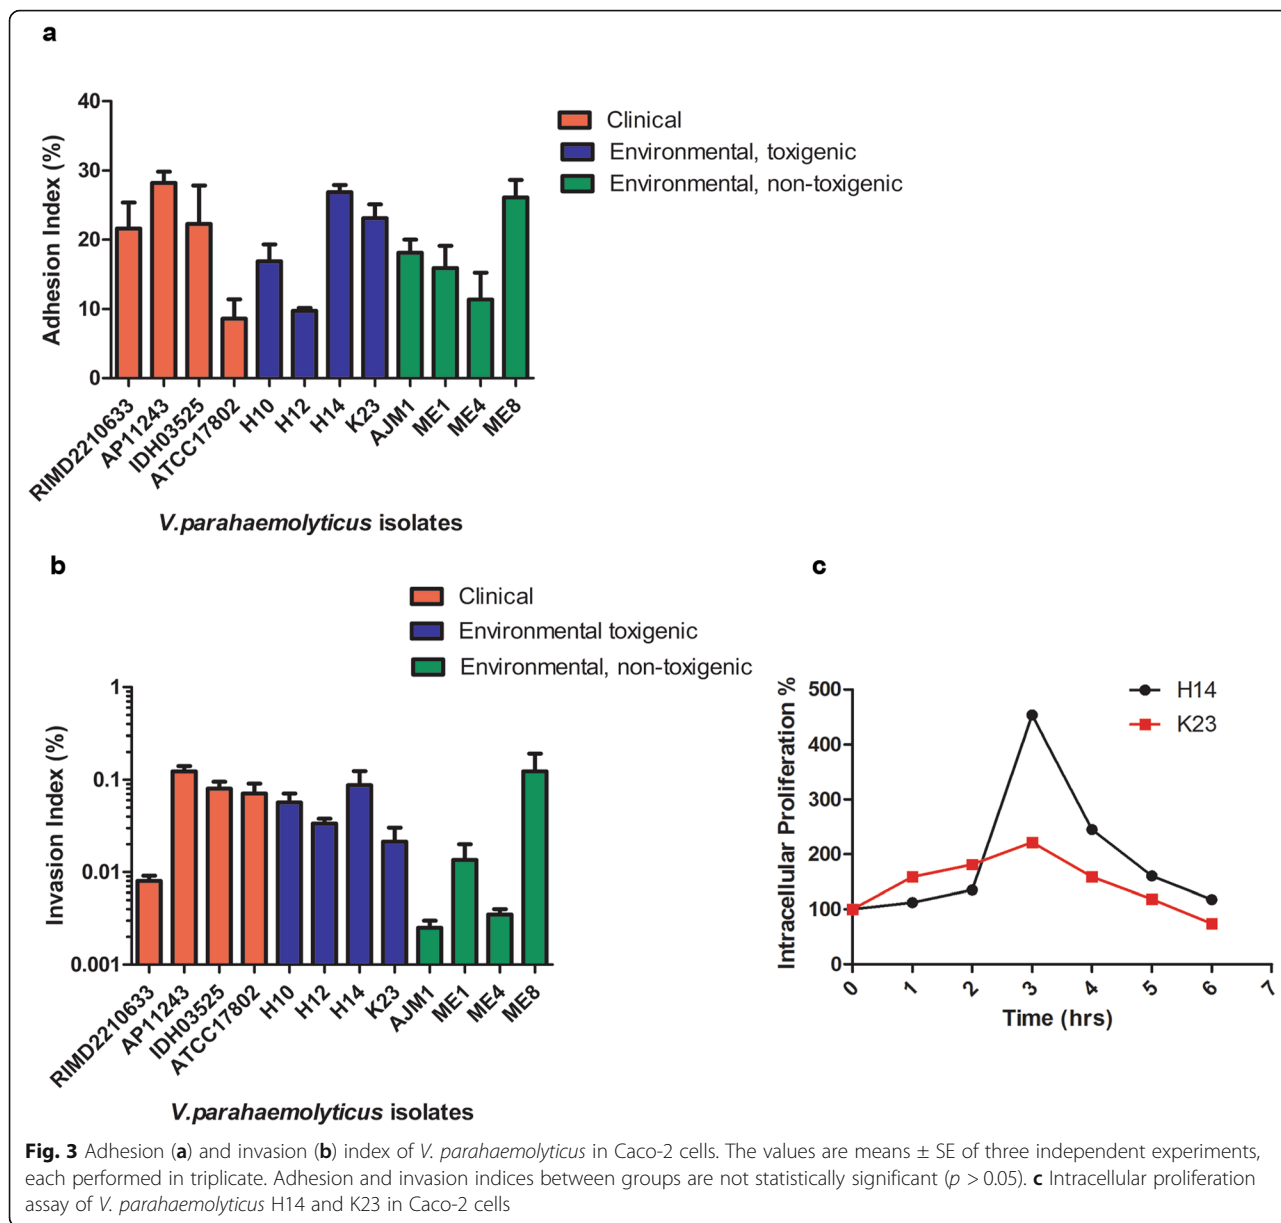 a
40
30
20
10
0
Adhesion Index (%)
Clinical
Environmental, toxigenic
Environmental, non-toxigenic
RIMD2210633
AP11243
IDH03525
ATCC17802
H10
H12
H14
K23
AJM1
ME1
ME4
ME8
V.parahaemolyticus isolates
b
Clinical
Environmental toxigenic
Environmental, non-toxigenic
1
0.1
0.01
0.001
Invasion Index (%)
RIMD2210633
AP11243
IDH03525
ATCC17802
H10
H12
H14
K23
AJM1
ME1
ME4
ME8
V.parahaemolyticus isolates
c
H14
K23
500
400
300
200
100
0
Intracellular Proliferation %
0
1
2
3
4
5
6
7
Time (hrs)
Fig. 3 Adhesion (a) and invasion (b) index of V. parahaemolyticus in Caco-2 cells. The values are means ± SE of three independent experiments,
each performed in triplicate. Adhesion and invasion indices between groups are not statistically significant (p > 0.05). c Intracellular proliferation
assay of V. parahaemolyticus H14 and K23 in Caco-2 cells